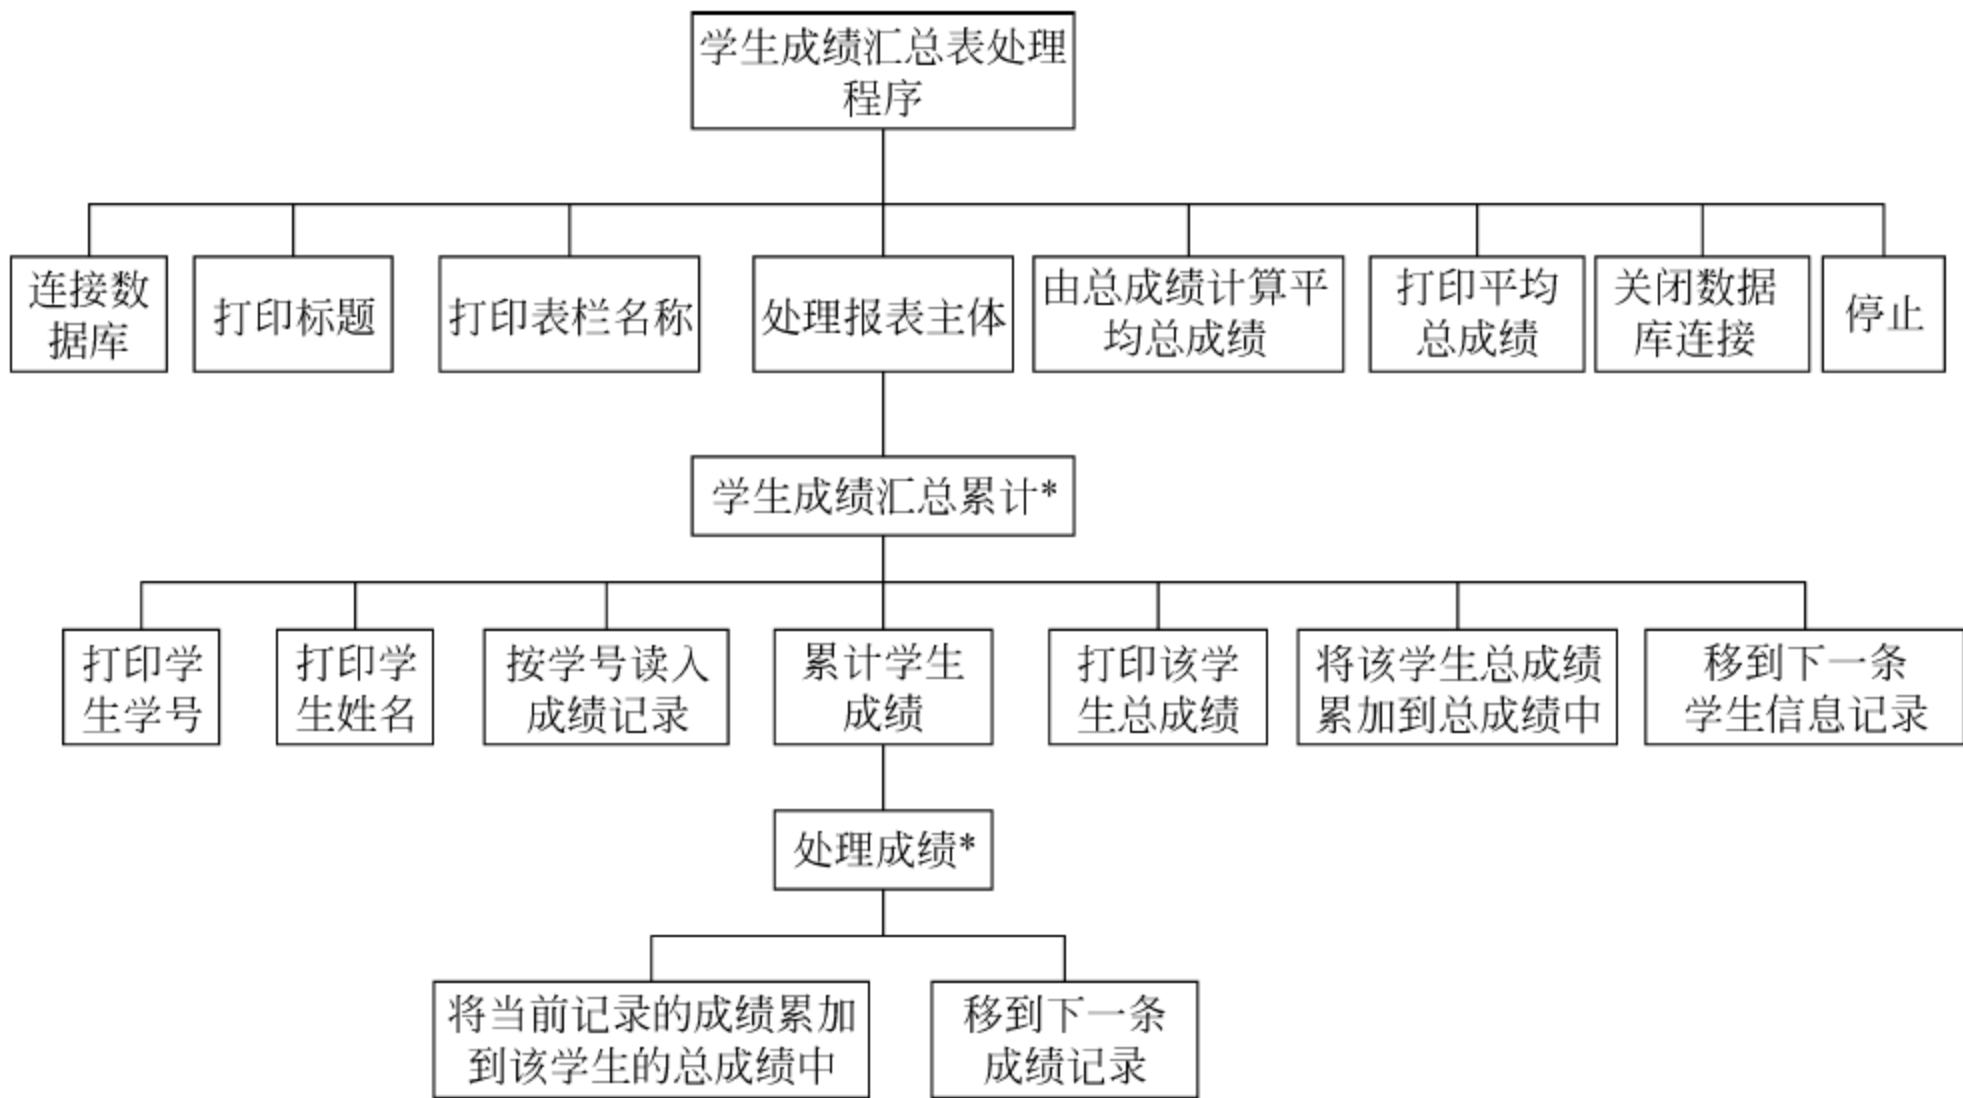 学生成绩汇总表处理
程序
连接数
据库
打印标题
打印表栏名称
处理报表主体
由总成绩计算平
均总成绩
打印平均
总成绩
关闭数据
库连接
停止
学生成绩汇总累计*
打印学
生学号
打印学
生姓名
按学号读入
成绩记录
累计学生
成绩
打印该学
生总成绩
将该学生总成绩
累加到总成绩中
移到下一条
学生信息记录
处理成绩*
将当前记录的成绩累加
到该学生的总成绩中
移到下一条
成绩记录